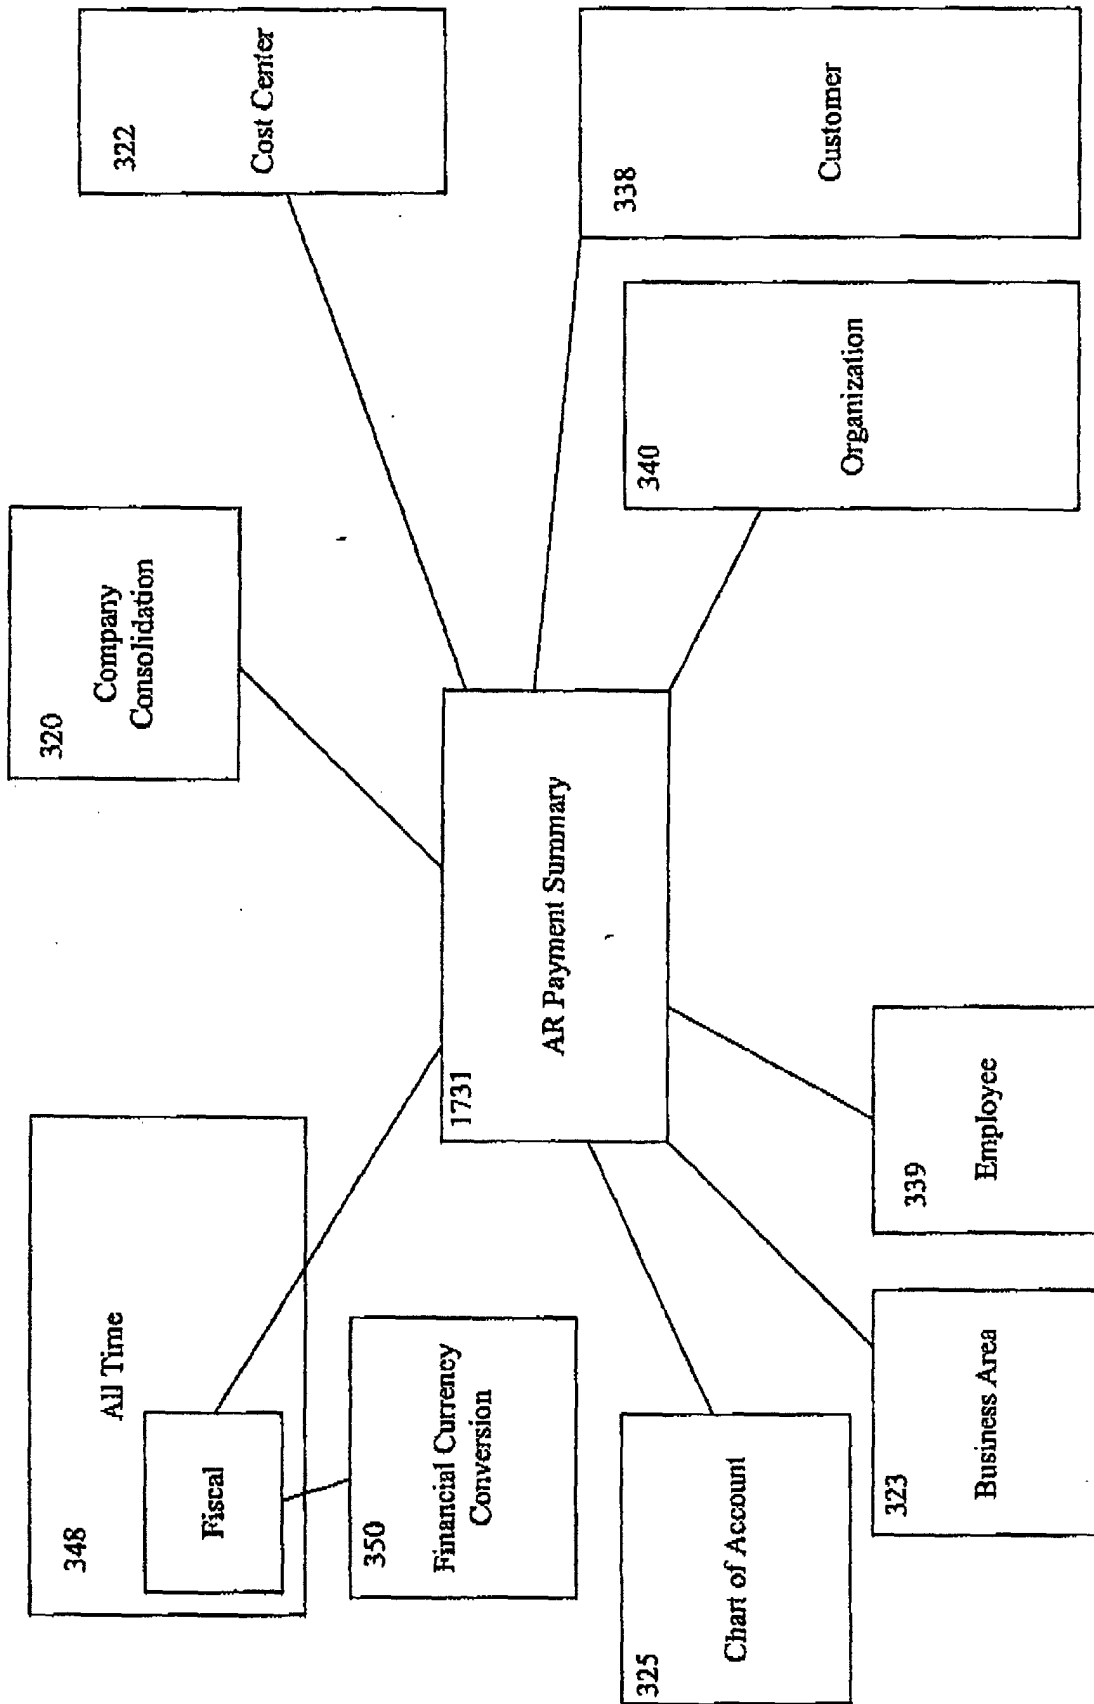 348
All Time
Fiscal
350
Financial Currency
Conversion
320
Company
Consolidation
322
Cost Center
1731
AR Payment Summary
325
Chart of Account
323
Business Area
339
Employee
340
Organization
338
Customer